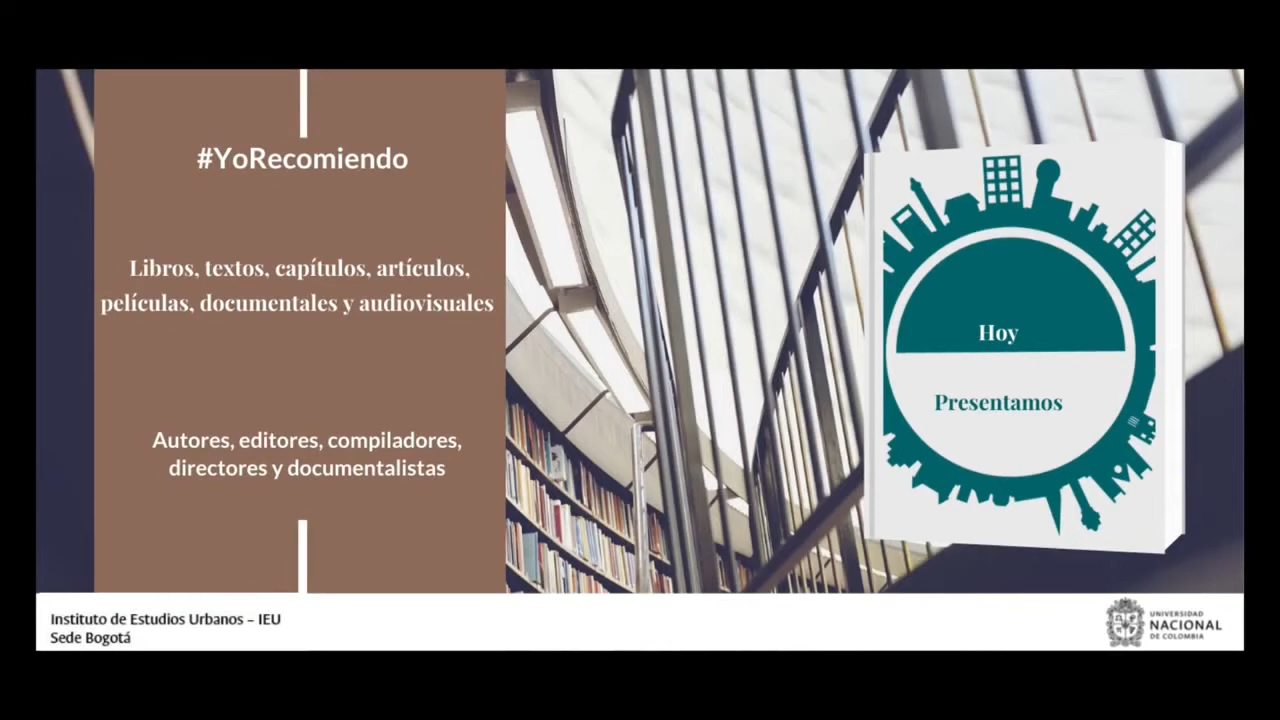 #YoRecomiendo
Libros, textos, capítulos, artículos,
películas, documentales y audiovisuales
Autores, editores, compiladores,
directores y documentalistas
Hoy
Presentamos
Instituto de Estudios Urbanos – IEU
Sede Bogotá
UNIVERSIDAD
NACIONAL
DE COLOMBIA